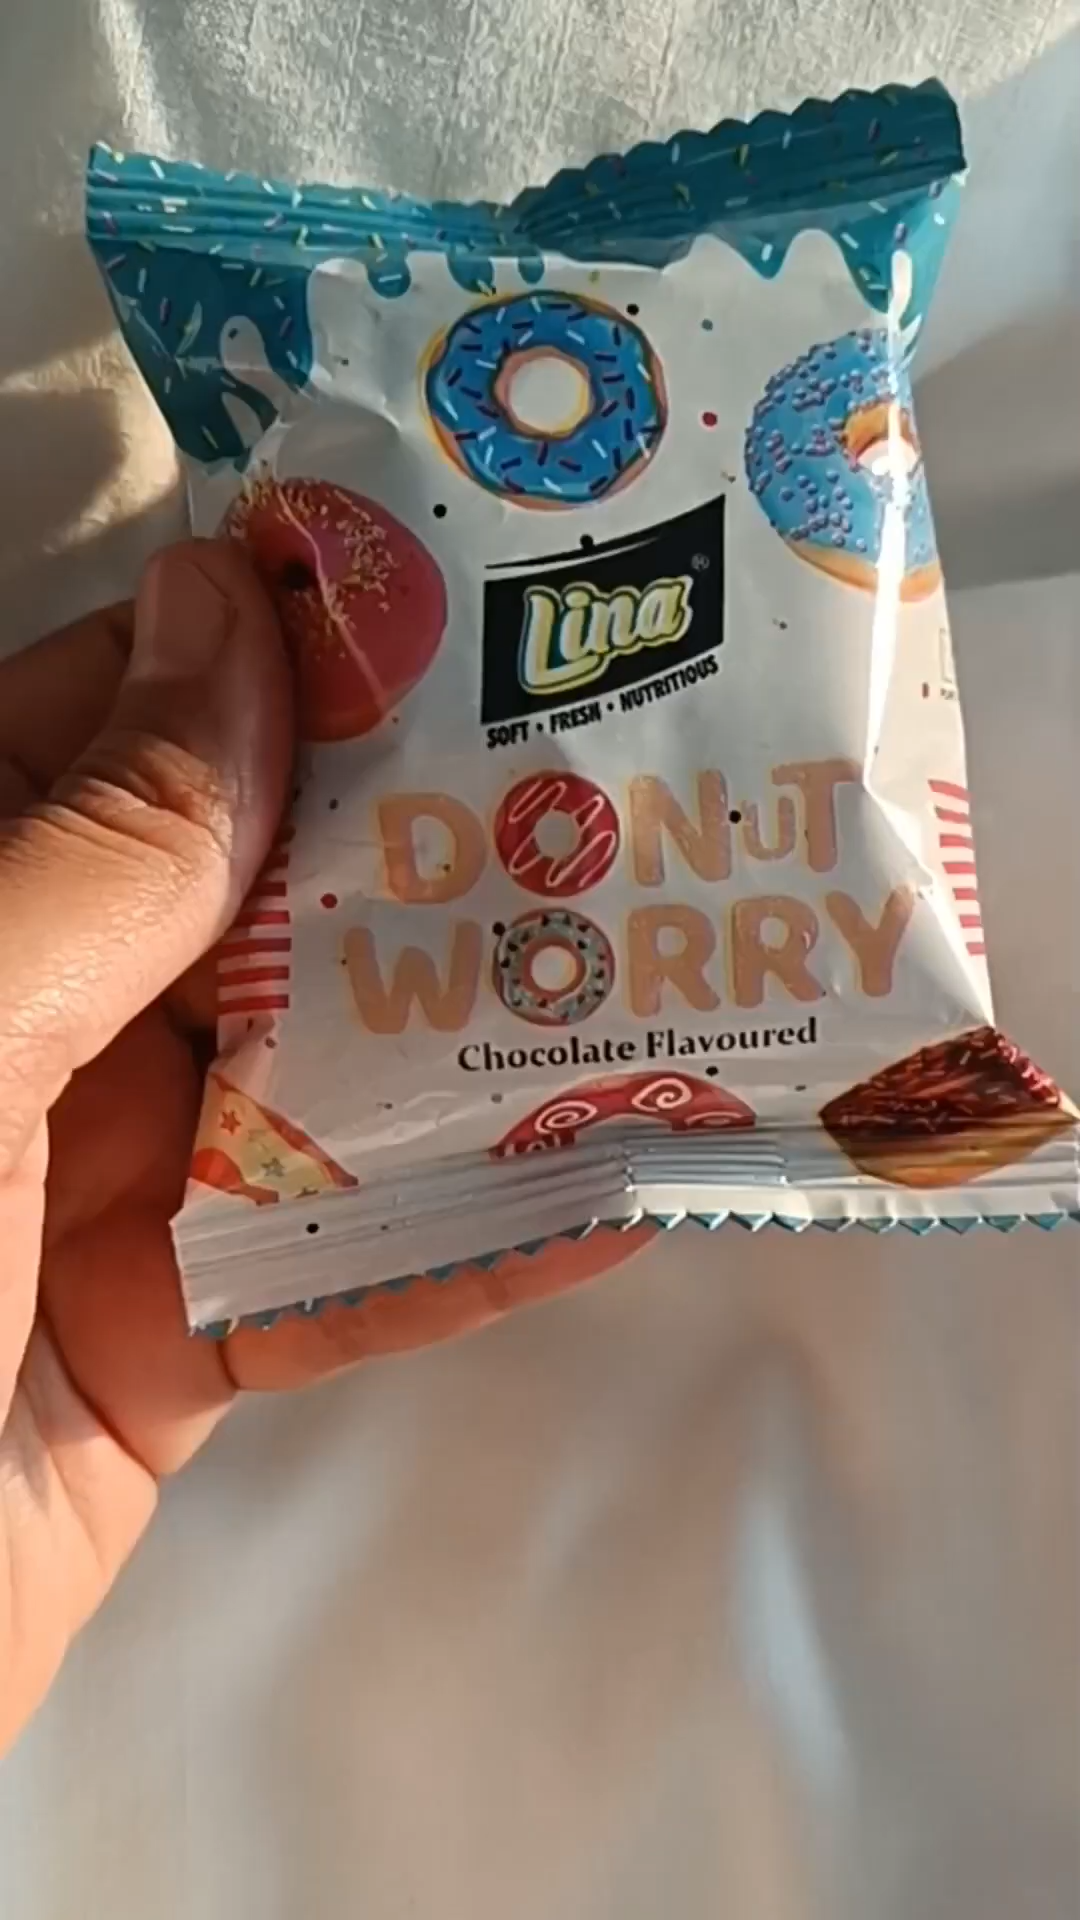 Lina®
SOFT • FRESH • NUTRITIOUS
DONuT
WORRY
Chocolate Flavoured